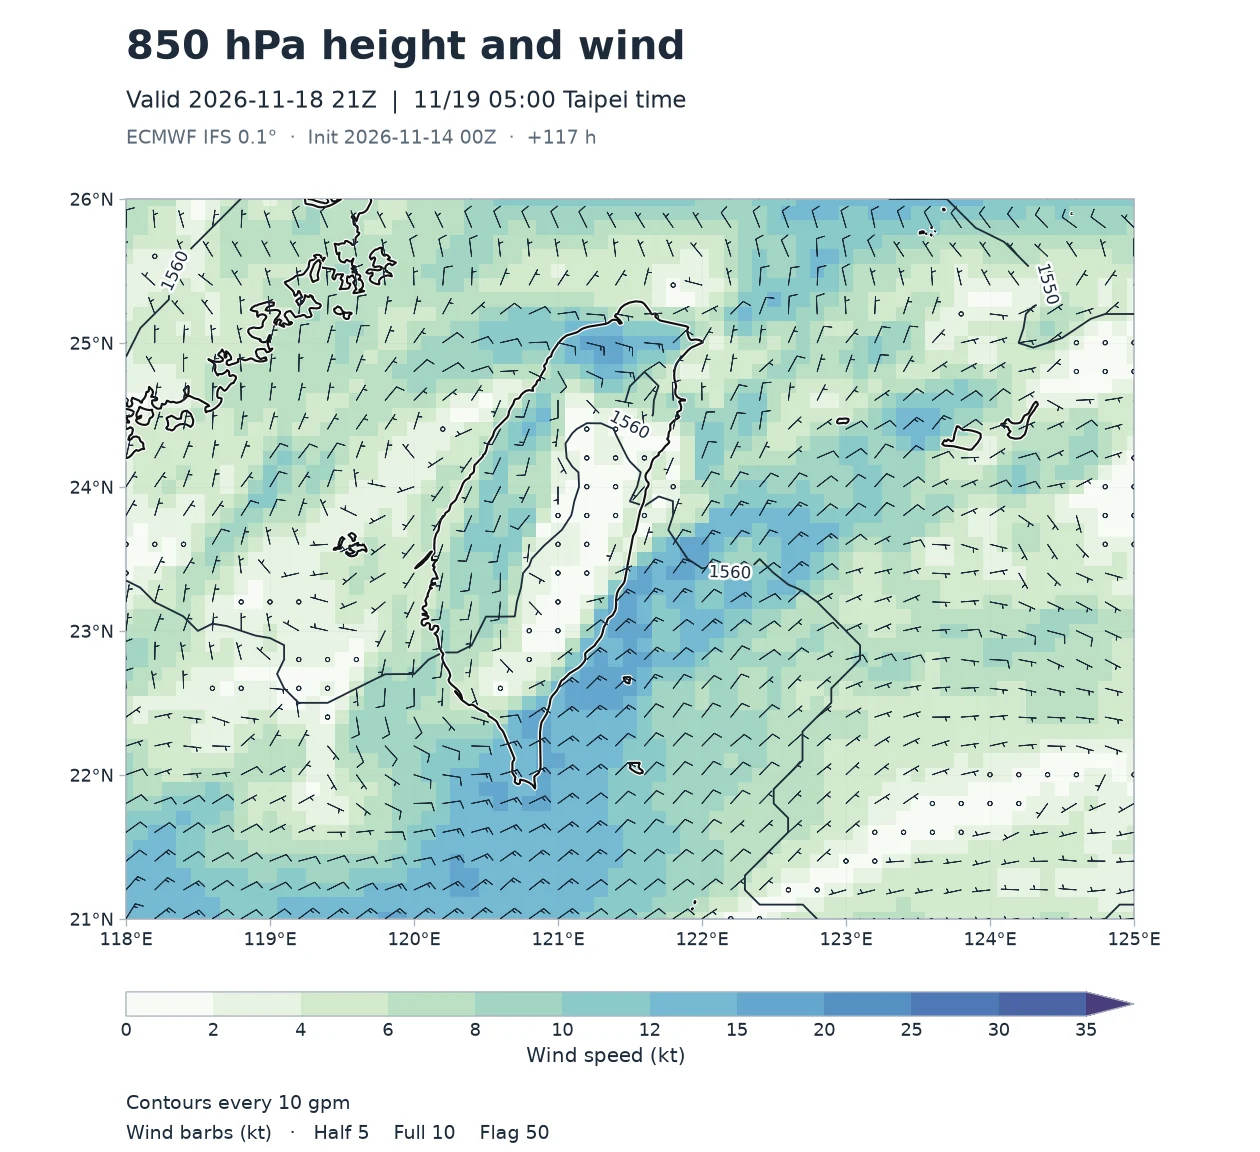 850 hPa height and wind
Valid 2026-11-18 21Z | 11/19 05:00 Taipei time
ECMWF IFS 0.1° · Init 2026-11-14 00Z · +117 h
26°N
25°N
24°N
23°N
22°N
21°N
1560
1550
1560
1560
118°E 119°E 120°E 121°E 122°E 123°E 124°E 125°E
0 2 4 6 8 10 12 15 20 25 30 35
Wind speed (kt)
Contours every 10 gpm
Wind barbs (kt) · Half 5 Full 10 Flag 50